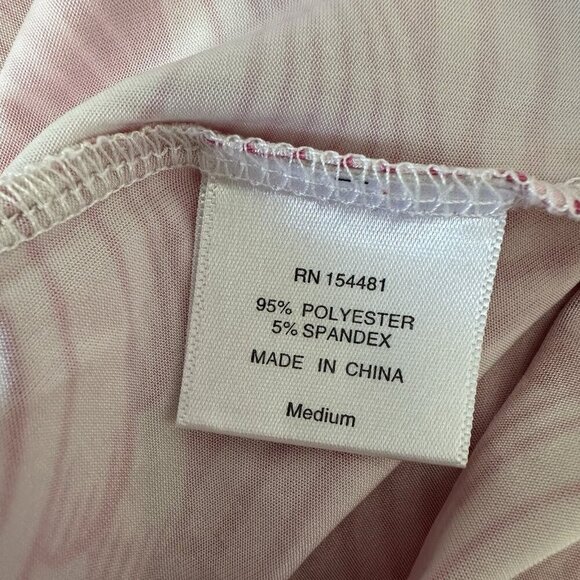 RN 154481
95% POLYESTER
5% SPANDEX
MADE IN CHINA
Medium